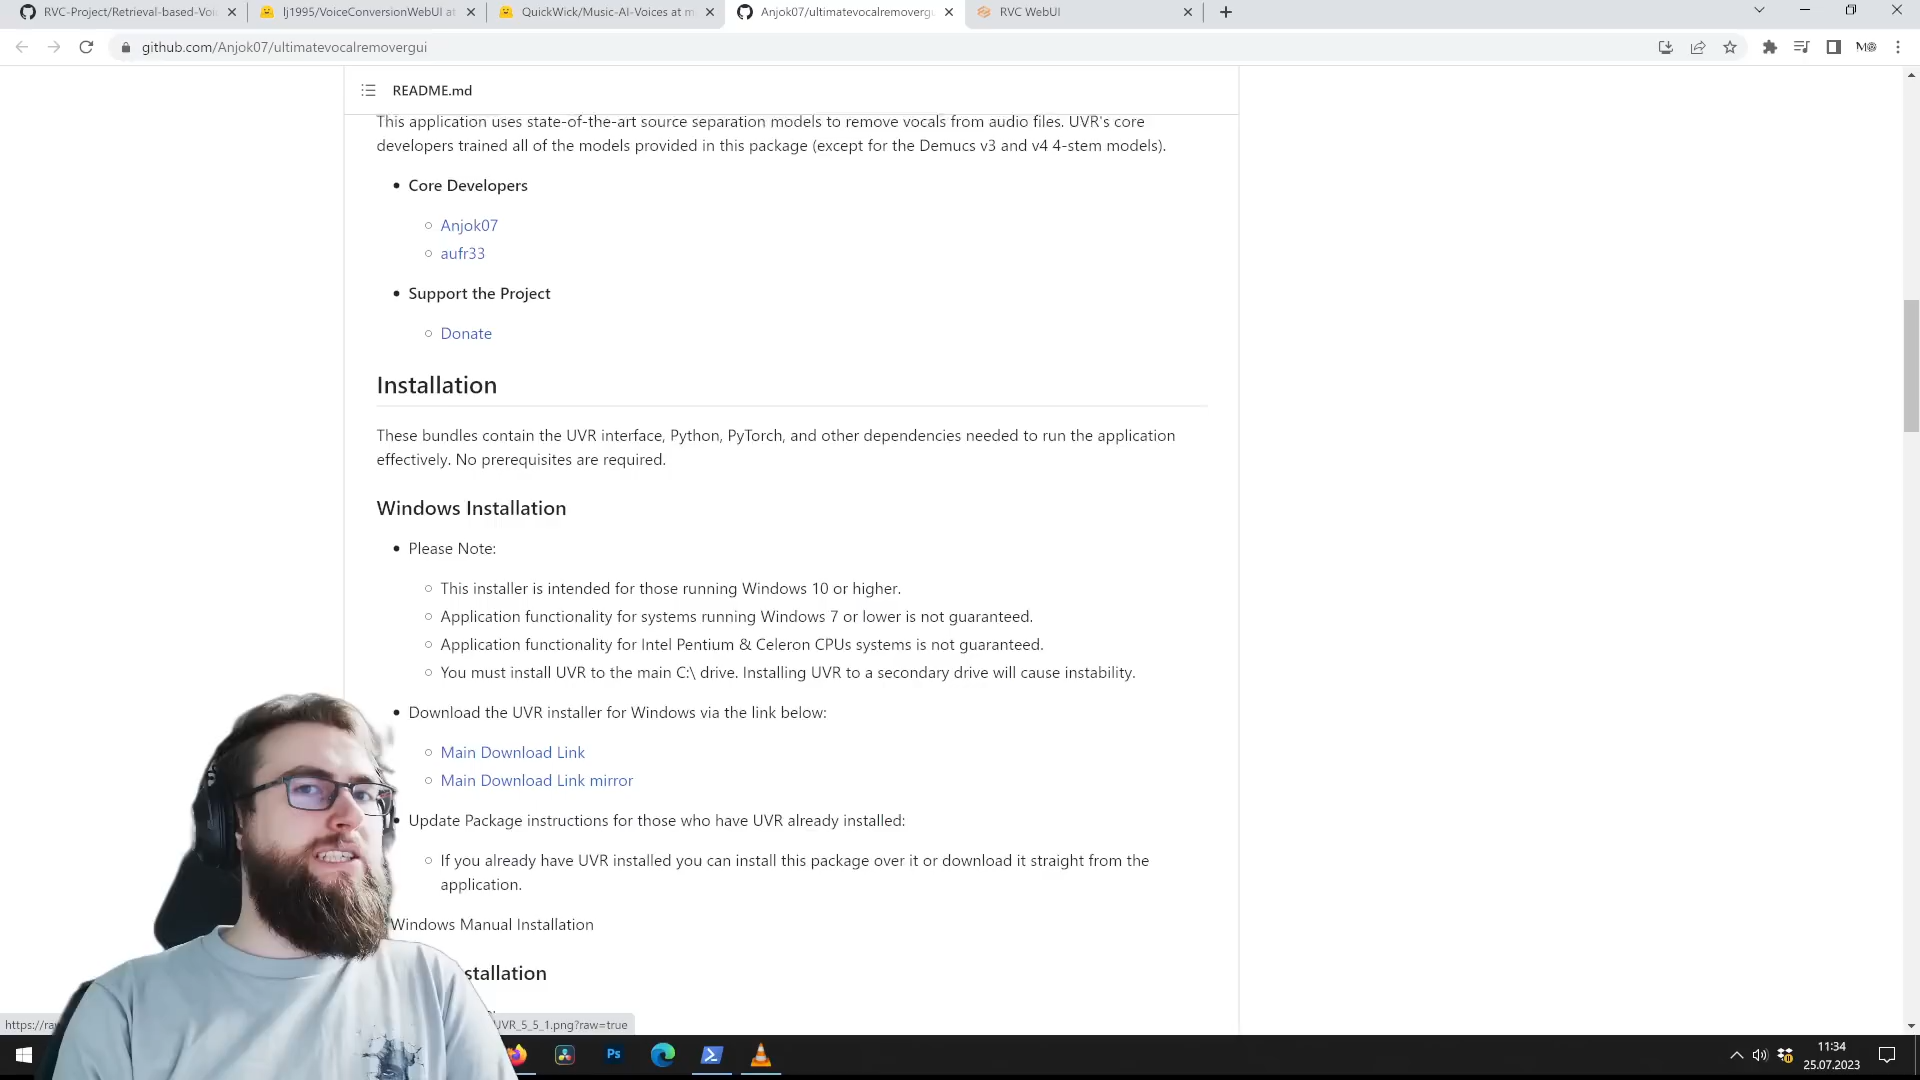 RVC-Project/Retrieval-based-Voi
lj1995/VoiceConversionWebUI at
QuickWick/Music-AI-Voices at m
Anjok07/ultimatevocalremovergu
RVC WebUI
github.com/Anjok07/ultimatevocalremovergui
README.md
This application uses state-of-the-art source separation models to remove vocals from audio files. UVR's core
developers trained all of the models provided in this package (except for the Demucs v3 and v4 4-stem models).
Core Developers
Anjok07
aufr33
Support the Project
Donate
Installation
These bundles contain the UVR interface, Python, PyTorch, and other dependencies needed to run the application
effectively. No prerequisites are required.
Windows Installation
Please Note:
This installer is intended for those running Windows 10 or higher.
Application functionality for systems running Windows 7 or lower is not guaranteed.
Application functionality for Intel Pentium & Celeron CPUs systems is not guaranteed.
You must install UVR to the main C:\ drive. Installing UVR to a secondary drive will cause instability.
Download the UVR installer for Windows via the link below:
Main Download Link
Main Download Link mirror
Update Package instructions for those who have UVR already installed:
If you already have UVR installed you can install this package over it or download it straight from the
application.
Windows Manual Installation
stallation
https://ra
UVR_5_5_1.png?raw=true
Ps
11:34
25.07.2023